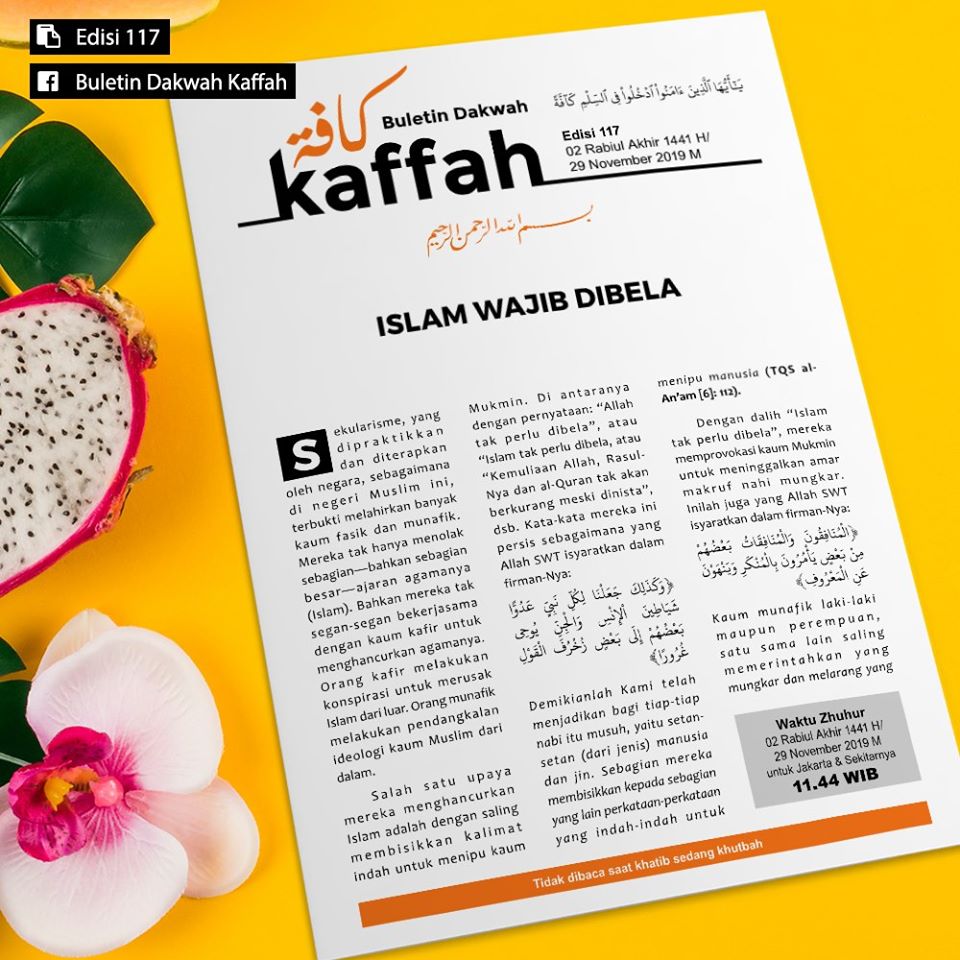 Edisi 117
Buletin Dakwah Kaffah
كافة
Buletin Dakwah
kaffah
يَٰٓأَيُّهَا ٱلَّذِينَ ءَامَنُوا۟ ٱدْخُلُوا۟ فِى ٱلسِّلْمِ كَآفَّةً
Edisi 117
02 Rabiul Akhir 1441 H/
29 November 2019 M
بسم الله الرحمن الرحيم
ISLAM WAJIB DIBELA
Sekularisme, yang
dipraktikkan
dan diterapkan
oleh negara, sebagaimana
di negeri Muslim ini,
terbukti melahirkan banyak
kaum fasik dan munafik.
Mereka tak hanya menolak
sebagian—bahkan sebagian
besar—ajaran agamanya
(Islam). Bahkan mereka tak
segan-segan bekerjasama
dengan kaum kafir untuk
menghancurkan agamanya.
Orang kafir melakukan
konspirasi untuk merusak
Islam dari luar. Orang munafik
melakukan pendangkalan
ideologi kaum Muslim dari
dalam.
Salah satu upaya
mereka menghancurkan
Islam adalah dengan saling
membisikkan kalimat
indah untuk menipu kaum
Mukmin. Di antaranya
dengan pernyataan: “Allah
tak perlu dibela”, atau
“Islam tak perlu dibela, atau
“Kemuliaan Allah, Rasul-
Nya dan al-Quran tak akan
berkurang meski dinista”,
dsb. Kata-kata mereka ini
persis sebagaimana yang
Allah SWT isyaratkan dalam
firman-Nya:
﴿وَكَذَٰلِكَ جَعَلْنَا لِكُلِّ نَبِيٍّ عَدُوًّا
شَيَاطِينَ الْإِنْسِ وَالْجِنِّ يُوحِى
بَعْضُهُمْ إِلَى بَعْضٍ زُخْرُفَ الْقَوْلِ
غُرُورًا﴾
Demikianlah Kami telah
menjadikan bagi tiap-tiap
nabi itu musuh, yaitu setan-
setan (dari jenis) manusia
dan jin. Sebagian mereka
membisikkan kepada sebagian
yang lain perkataan-perkataan
yang indah-indah untuk
menipu manusia (TQS al-
An’am [6]: 112).
Dengan dalih “Islam
tak perlu dibela”, mereka
memprovokasi kaum Mukmin
untuk meninggalkan amar
makruf nahi mungkar.
Inilah juga yang Allah SWT
isyaratkan dalam firman-Nya:
﴿الْمُنَافِقُونَ وَالْمُنَافِقَاتُ بَعْضُهُمْ
مِنْ بَعْضٍ يَأْمُرُونَ بِالْمُنْكَرِ وَيَنْهَوْنَ
عَنِ الْمَعْرُوفِ﴾
Kaum munafik laki-laki
maupun perempuan,
satu sama lain saling
memerintahkan yang
mungkar dan melarang yang
Waktu Zhuhur
02 Rabiul Akhir 1441 H/
29 November 2019 M
untuk Jakarta & Sekitarnya
11.44 WIB
Tidak dibaca saat khatib sedang khutbah